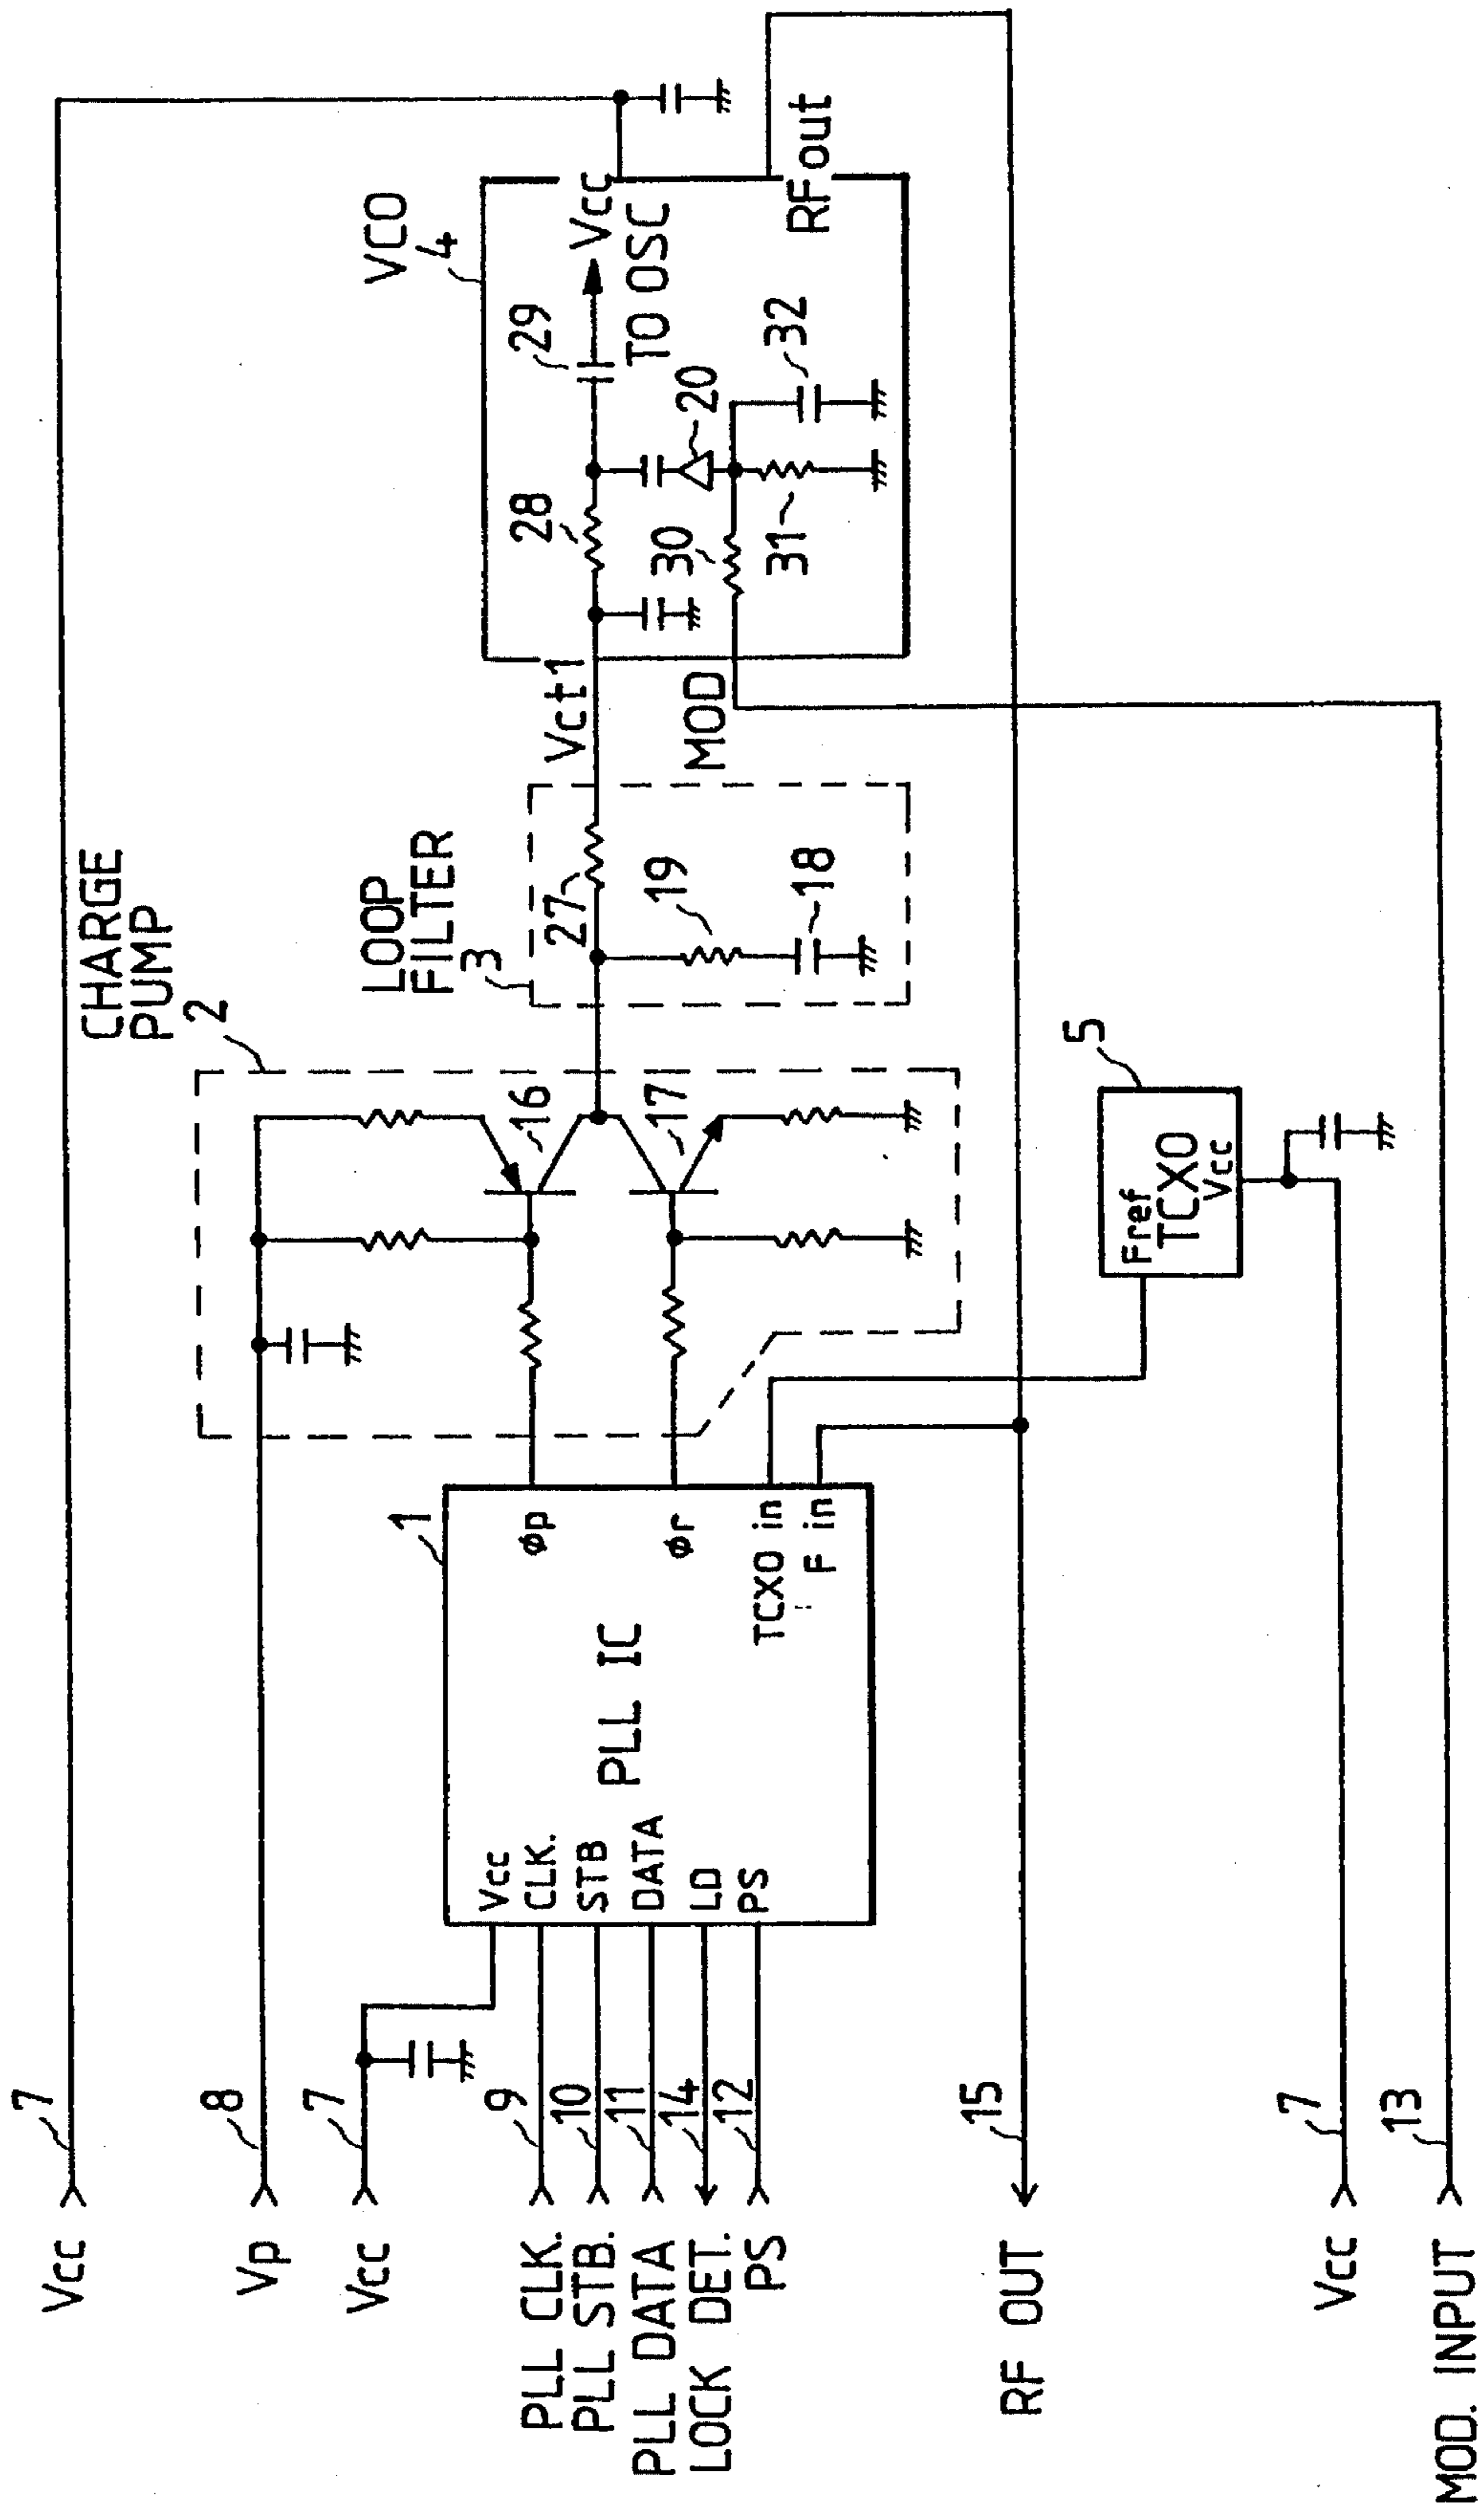 Vcc
7
Vp
8
Vcc
7
PLL CLK.
9
PLL STB.
10
PLL DATA
11
LOCK DET.
14
PS
12
RF OUT
15
Vcc
7
MOD. INPUT
13
1
Vcc
CLK.
STB
DATA
LD
PS
PLL IC
φp
φr
TCXO in
F in
CHARGE
PUMP
2
16
17
LOOP
FILTER
3
27
19
18
5
Fref
TCXO
Vcc
Vct1
MOD
VCO
4
28
29
Vcc
TO OSC
20
30
31
32
RFout